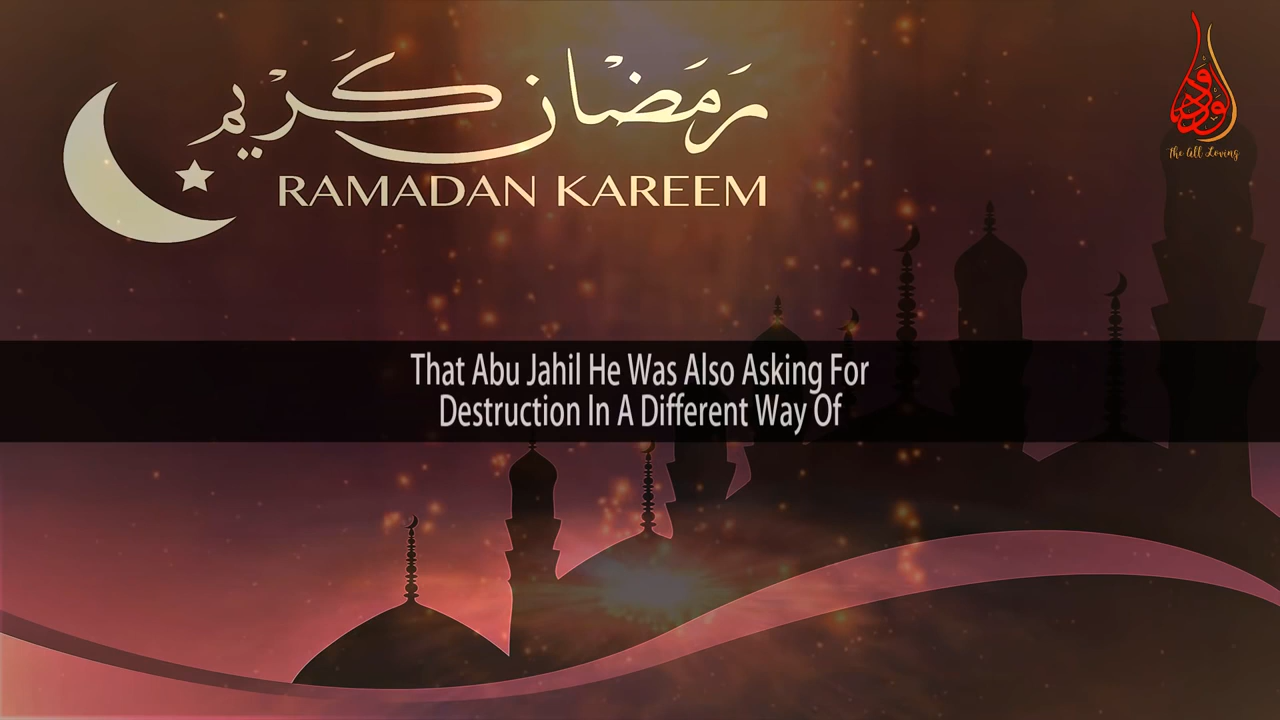 رَمَضَان كَرْيِم
RAMADAN KAREEM
الودود
The All Loving
That Abu Jahil He Was Also Asking For
Destruction In A Different Way Of